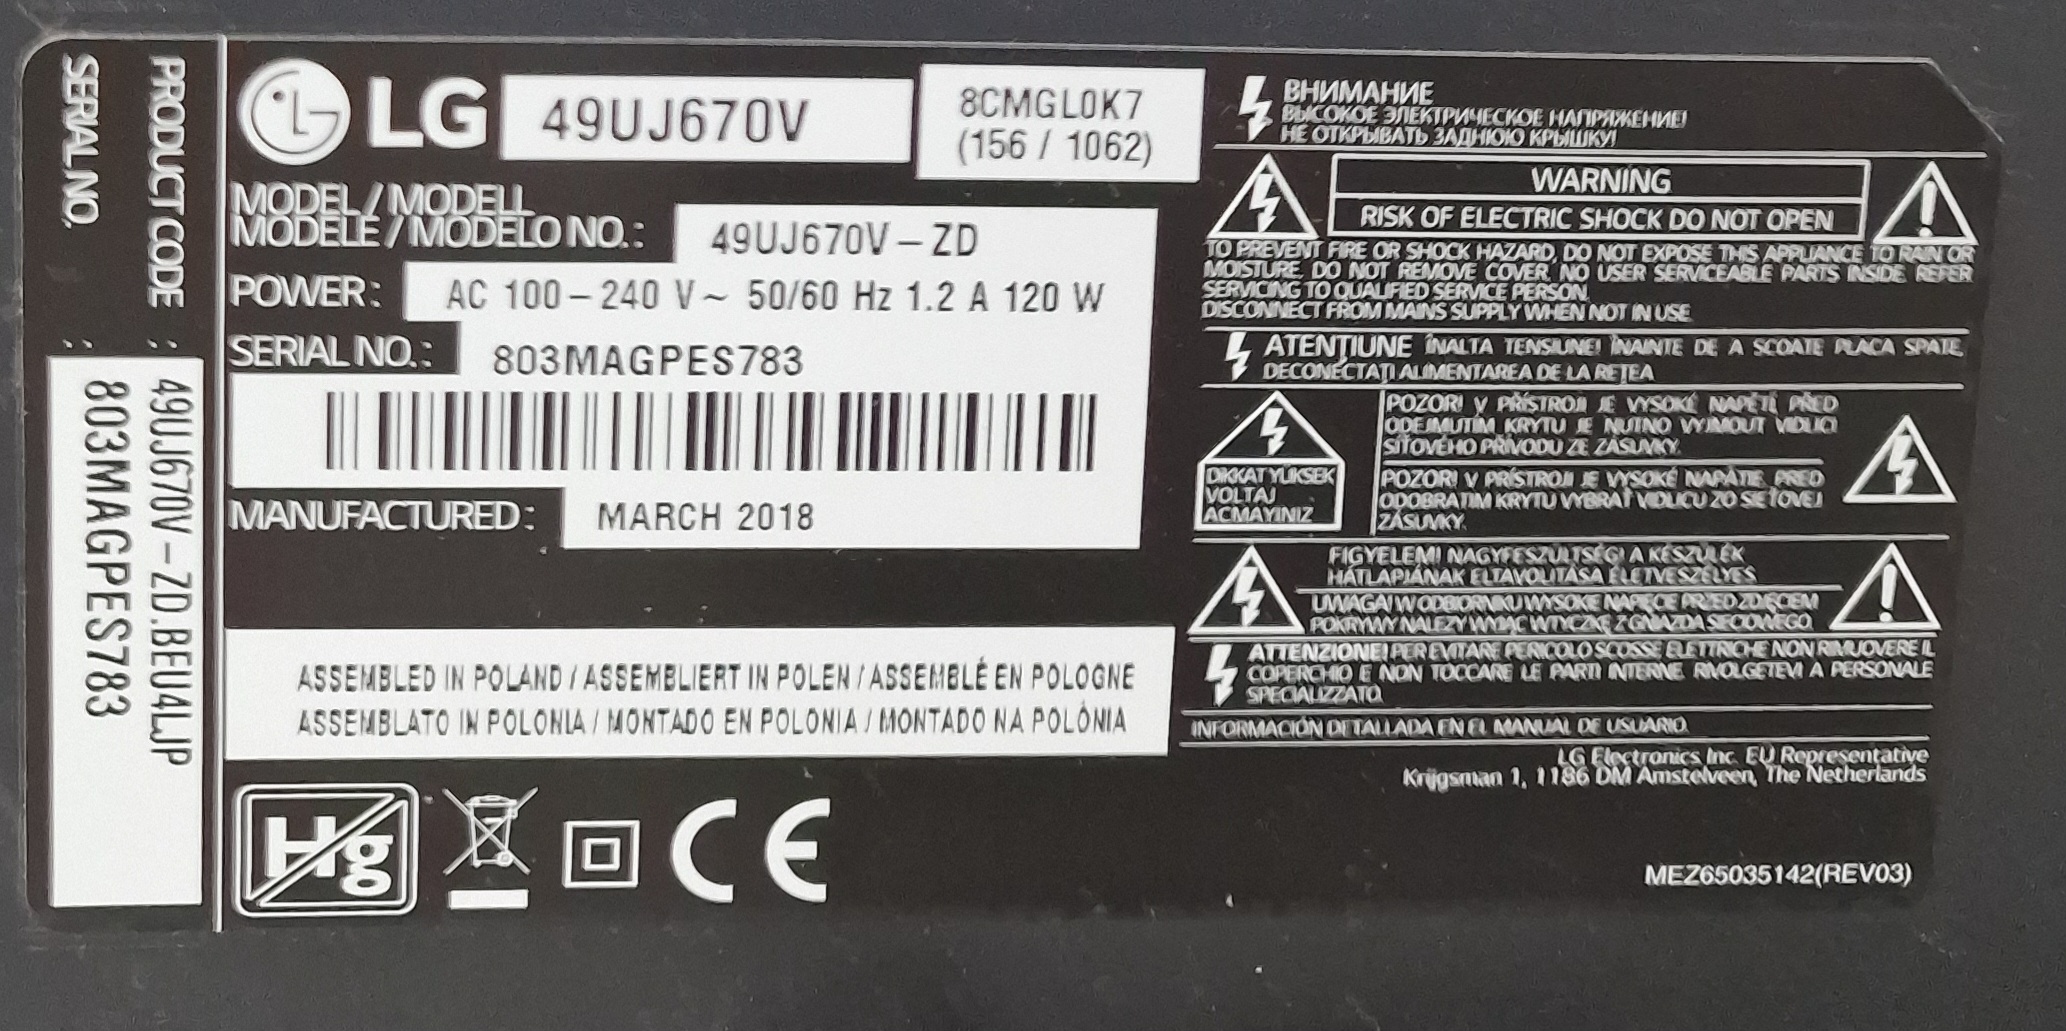 PRODUCT CODE : 49UJ670V-ZD.BEU4LJP
SERIAL NO. : 803MAGPES783
LG 49UJ670V
8CMGL0K7
(156 / 1062)
MODEL / MODELL
MODÈLE / MODELO NO. : 49UJ670V-ZD
POWER : AC 100-240 V~ 50/60 Hz 1.2 A 120 W
SERIAL NO. : 803MAGPES783
MANUFACTURED : MARCH 2018
ASSEMBLED IN POLAND / ASSEMBLIERT IN POLEN / ASSEMBLÉ EN POLOGNE
ASSEMBLATO IN POLONIA / MONTADO EN POLONIA / MONTADO NA POLÓNIA
Hg
CE
ВНИМАНИЕ
ВЫСОКОЕ ЭЛЕКТРИЧЕСКОЕ НАПРЯЖЕНИЕ!
НЕ ОТКРЫВАТЬ ЗАДНЮЮ КРЫШКУ!
WARNING
RISK OF ELECTRIC SHOCK DO NOT OPEN
TO PREVENT FIRE OR SHOCK HAZARD, DO NOT EXPOSE THIS APPLIANCE TO RAIN OR
MOISTURE. DO NOT REMOVE COVER. NO USER SERVICEABLE PARTS INSIDE. REFER
SERVICING TO QUALIFIED SERVICE PERSON.
DISCONNECT FROM MAINS SUPPLY WHEN NOT IN USE
ATENȚIUNE ÎNALTA TENSIUNE! ÎNAINTE DE A SCOATE PLACA SPATE,
DECONECTAȚI ALIMENTAREA DE LA REȚEA
DIKKAT YÜKSEK
VOLTAJ
ACMAYINIZ
POZOR! V PŘÍSTROJI JE VYSOKÉ NAPĚTÍ, PŘED
ODEJMUTÍM KRYTU JE NUTNO VYJMOUT VIDLICI
SÍŤOVÉHO PŘÍVODU ZE ZÁSUVKY.
POZOR! V PRÍSTROJI JE VYSOKÉ NAPÄTIE, PRED
ODOBRATÍM KRYTU VYBRAŤ VIDLICU ZO SIEŤOVEJ
ZÁSUVKY.
FIGYELEM! NAGYFESZÜLTSÉG! A KÉSZÜLÉK
HÁTLAPJÁNAK ELTÁVOLÍTÁSA ÉLETVESZÉLYES
UWAGA! W ODBIORNIKU WYSOKIE NAPIĘCIE PRZED ZDJĘCIEM
POKRYWY NALEŻY WYJĄĆ WTYCZKĘ Z GNIAZDA SIECIOWEGO.
ATTENZIONE! PER EVITARE PERICOLO SCOSSE ELETTRICHE NON RIMUOVERE IL
COPERCHIO E NON TOCCARE LE PARTI INTERNE. RIVOLGETEVI A PERSONALE
SPECIALIZZATO.
INFORMACIÓN DETALLADA EN EL MANUAL DE USUARIO.
LG Electronics Inc. EU Representative
Krijgsman 1, 1186 DM Amstelveen, The Netherlands
MEZ65035142(REV03)